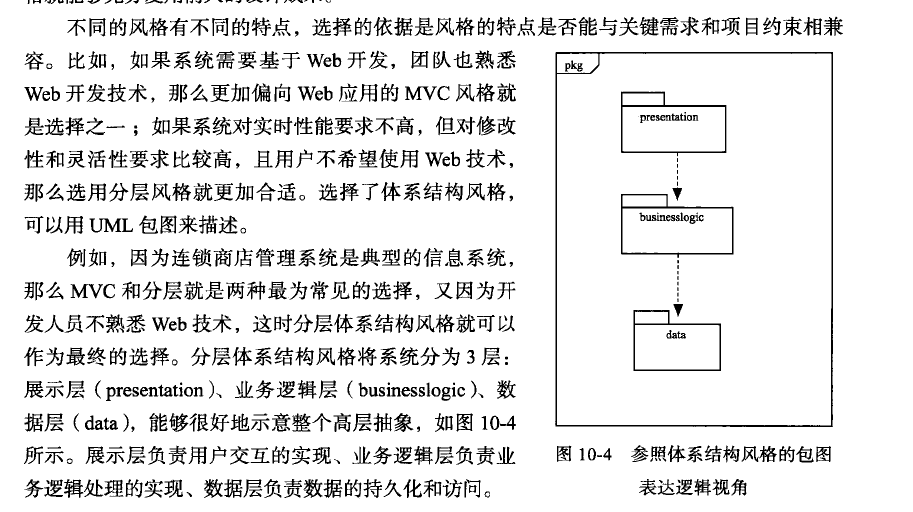 不同的风格有不同的特点，选择的依据是风格的特点是否能与关键需求和项目约束相兼
容。比如，如果系统需要基于 Web 开发，团队也熟悉
Web 开发技术，那么更加偏向 Web 应用的 MVC 风格就
是选择之一；如果系统对实时性能要求不高，但对修改
性和灵活性要求比较高，且用户不希望使用 Web 技术，
那么选用分层风格就更加合适。选择了体系结构风格，
可以用 UML 包图来描述。
例如，因为连锁商店管理系统是典型的信息系统，
那么 MVC 和分层就是两种最为常见的选择，又因为开
发人员不熟悉 Web 技术，这时分层体系结构风格就可以
作为最终的选择。分层体系结构风格将系统分为 3 层：
展示层（presentation）、业务逻辑层（businesslogic）、数
据层（data），能够很好地示意整个高层抽象，如图 10-4
所示。展示层负责用户交互的实现、业务逻辑层负责业
务逻辑处理的实现、数据层负责数据的持久化和访问。
pkg
presentation
businesslogic
data
图 10-4 参照体系结构风格的包图
表达逻辑视角